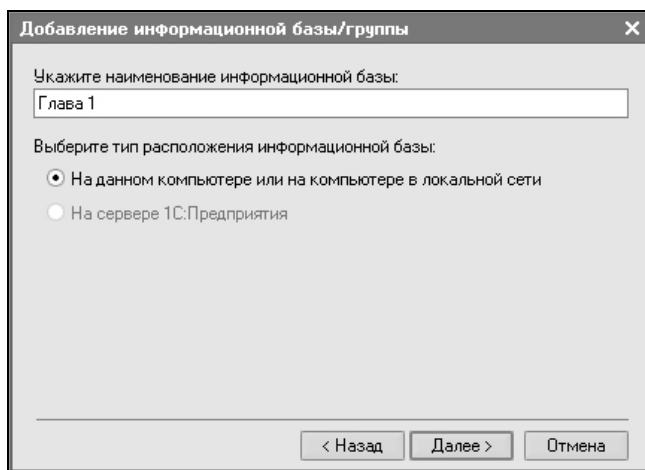 Добавление информационной базы/группы
Укажите наименование информационной базы:
Глава 1
Выберите тип расположения информационной базы:
На данном компьютере или на компьютере в локальной сети
На сервере 1С:Предприятия
< Назад Далее > Отмена